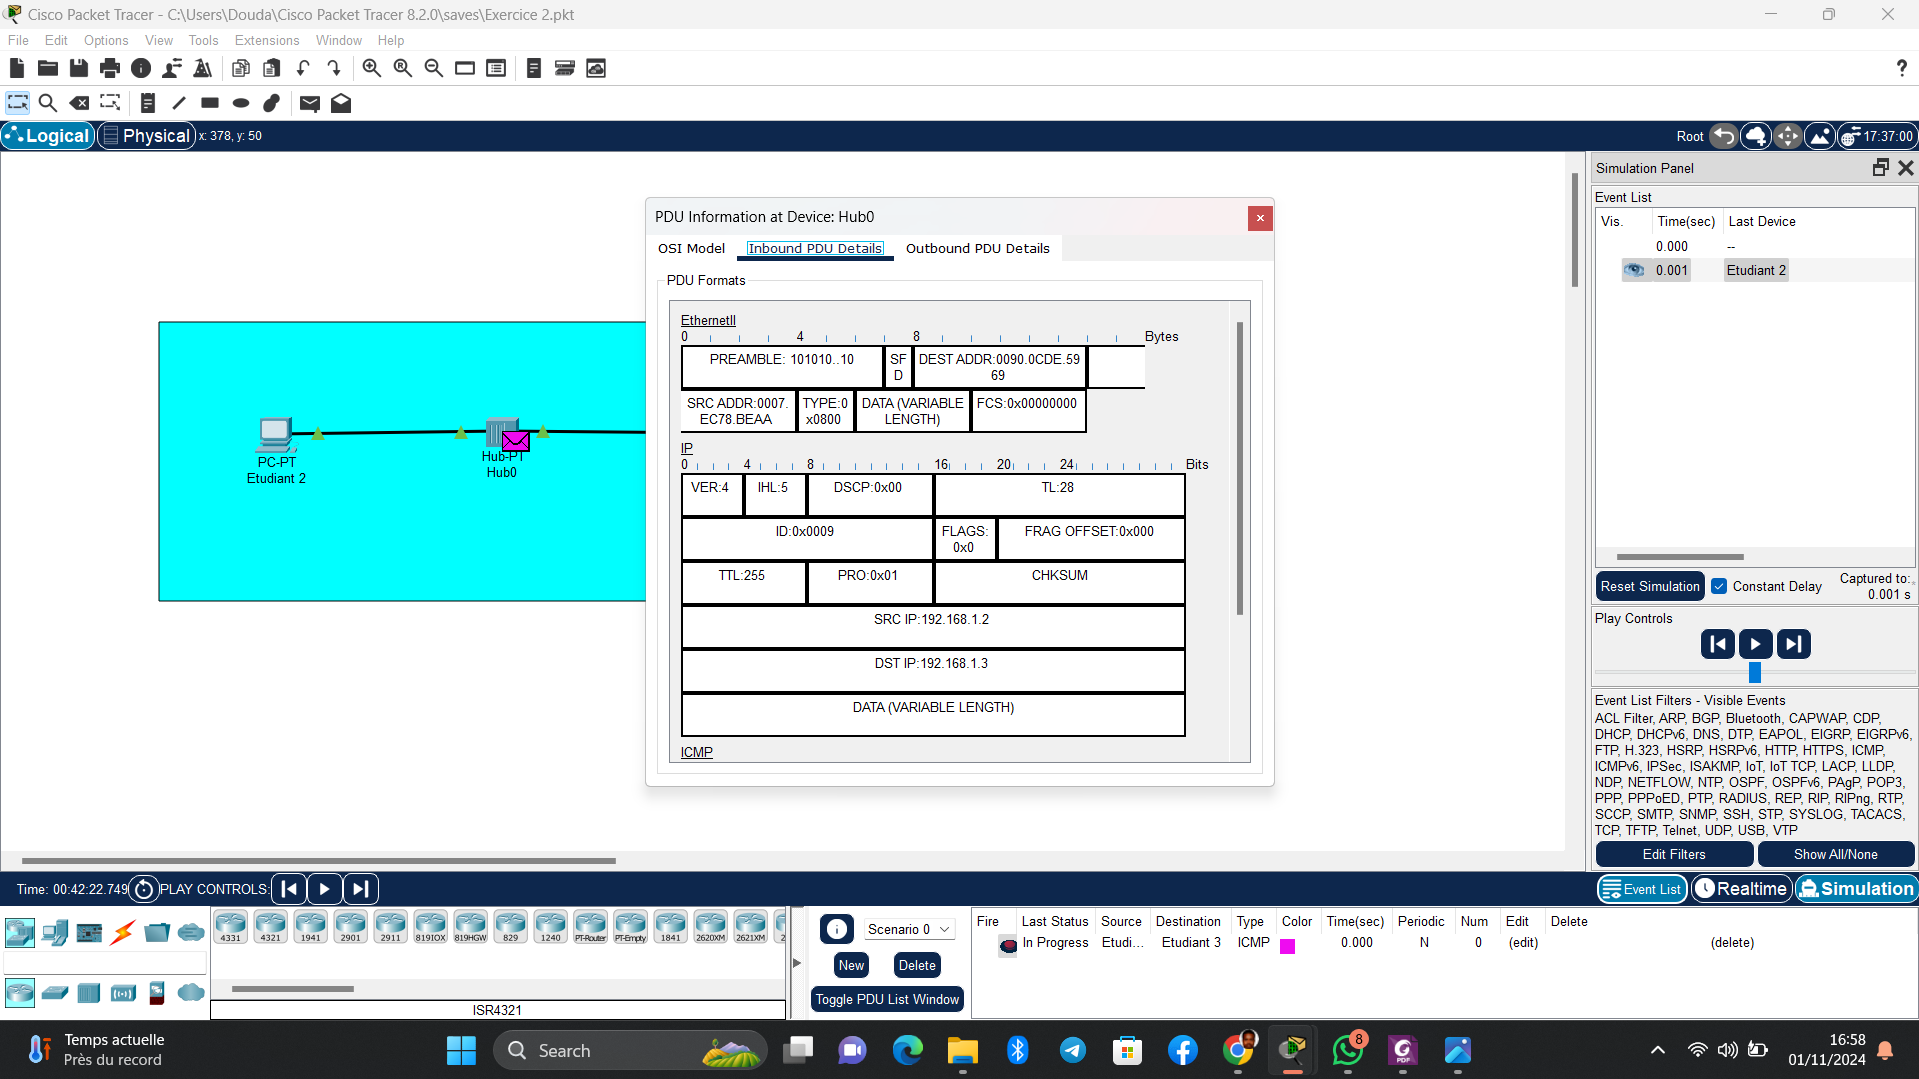 Cisco Packet Tracer - C:\Users\Douda\Cisco Packet Tracer 8.2.0\saves\Exercice 2.pkt
File Edit Options View Tools Extensions Window Help
?
Logical Physical x: 378, y: 50 Root 17:37:00
Simulation Panel
Event List
Vis. Time(sec) Last Device
0.000 --
0.001 Etudiant 2
PC-PT
Etudiant 2
Hub-PT
Hub0
PDU Information at Device: Hub0
OSI Model Inbound PDU Details Outbound PDU Details
PDU Formats
EthernetII
0 4 8 Bytes
PREAMBLE: 101010..10 SF DEST ADDR:0090.0CDE.59
D 69
SRC ADDR:0007. TYPE:0 DATA (VARIABLE FCS:0x00000000
EC78.BEAA x0800 LENGTH)
IP
0 4 8 16 20 24 Bits
VER:4 IHL:5 DSCP:0x00 TL:28
ID:0x0009 FLAGS: FRAG OFFSET:0x000
0x0
TTL:255 PRO:0x01 CHKSUM
SRC IP:192.168.1.2
DST IP:192.168.1.3
DATA (VARIABLE LENGTH)
ICMP
Reset Simulation Constant Delay Captured to:
0.001 s
Play Controls
Event List Filters - Visible Events
ACL Filter, ARP, BGP, Bluetooth, CAPWAP, CDP,
DHCP, DHCPv6, DNS, DTP, EAPOL, EIGRP, EIGRPv6,
FTP, H.323, HSRP, HSRPv6, HTTP, HTTPS, ICMP,
ICMPv6, IPSec, ISAKMP, IoT, IoT TCP, LACP, LLDP,
NDP, NETFLOW, NTP, OSPF, OSPFv6, PAgP, POP3,
PPP, PPPoED, PTP, RADIUS, REP, RIP, RIPng, RTP,
SCCP, SMTP, SNMP, SSH, STP, SYSLOG, TACACS,
TCP, TFTP, Telnet, UDP, USB, VTP
Edit Filters Show All/None
Time: 00:42:22.749 PLAY CONTROLS: Event List Realtime Simulation
4331 4321 1941 2901 2911 819IOX 819HGW 829 1240 PT-Router PT-Empty 1841 2620XM 2621XM 2
ISR4321
Scenario 0
New Delete
Toggle PDU List Window
Fire Last Status Source Destination Type Color Time(sec) Periodic Num Edit Delete
In Progress Etudi... Etudiant 3 ICMP 0.000 N 0 (edit) (delete)
Temps actuelle
Près du record
Search
8
PDF
16:58
01/11/2024